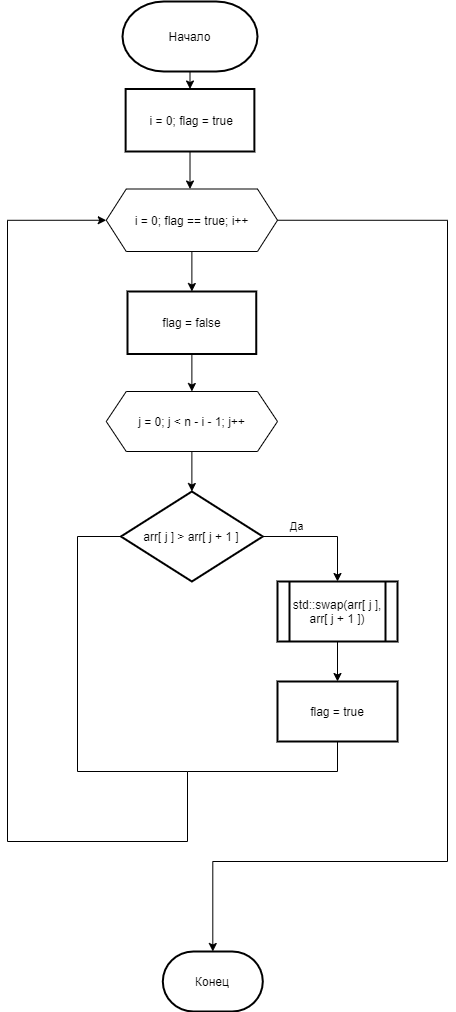 Начало
i = 0; flag = true
i = 0; flag == true; i++
flag = false
j = 0; j < n - i - 1; j++
arr[ j ] > arr[ j + 1 ]
Да
std::swap(arr[ j ],
arr[ j + 1 ])
flag = true
Конец